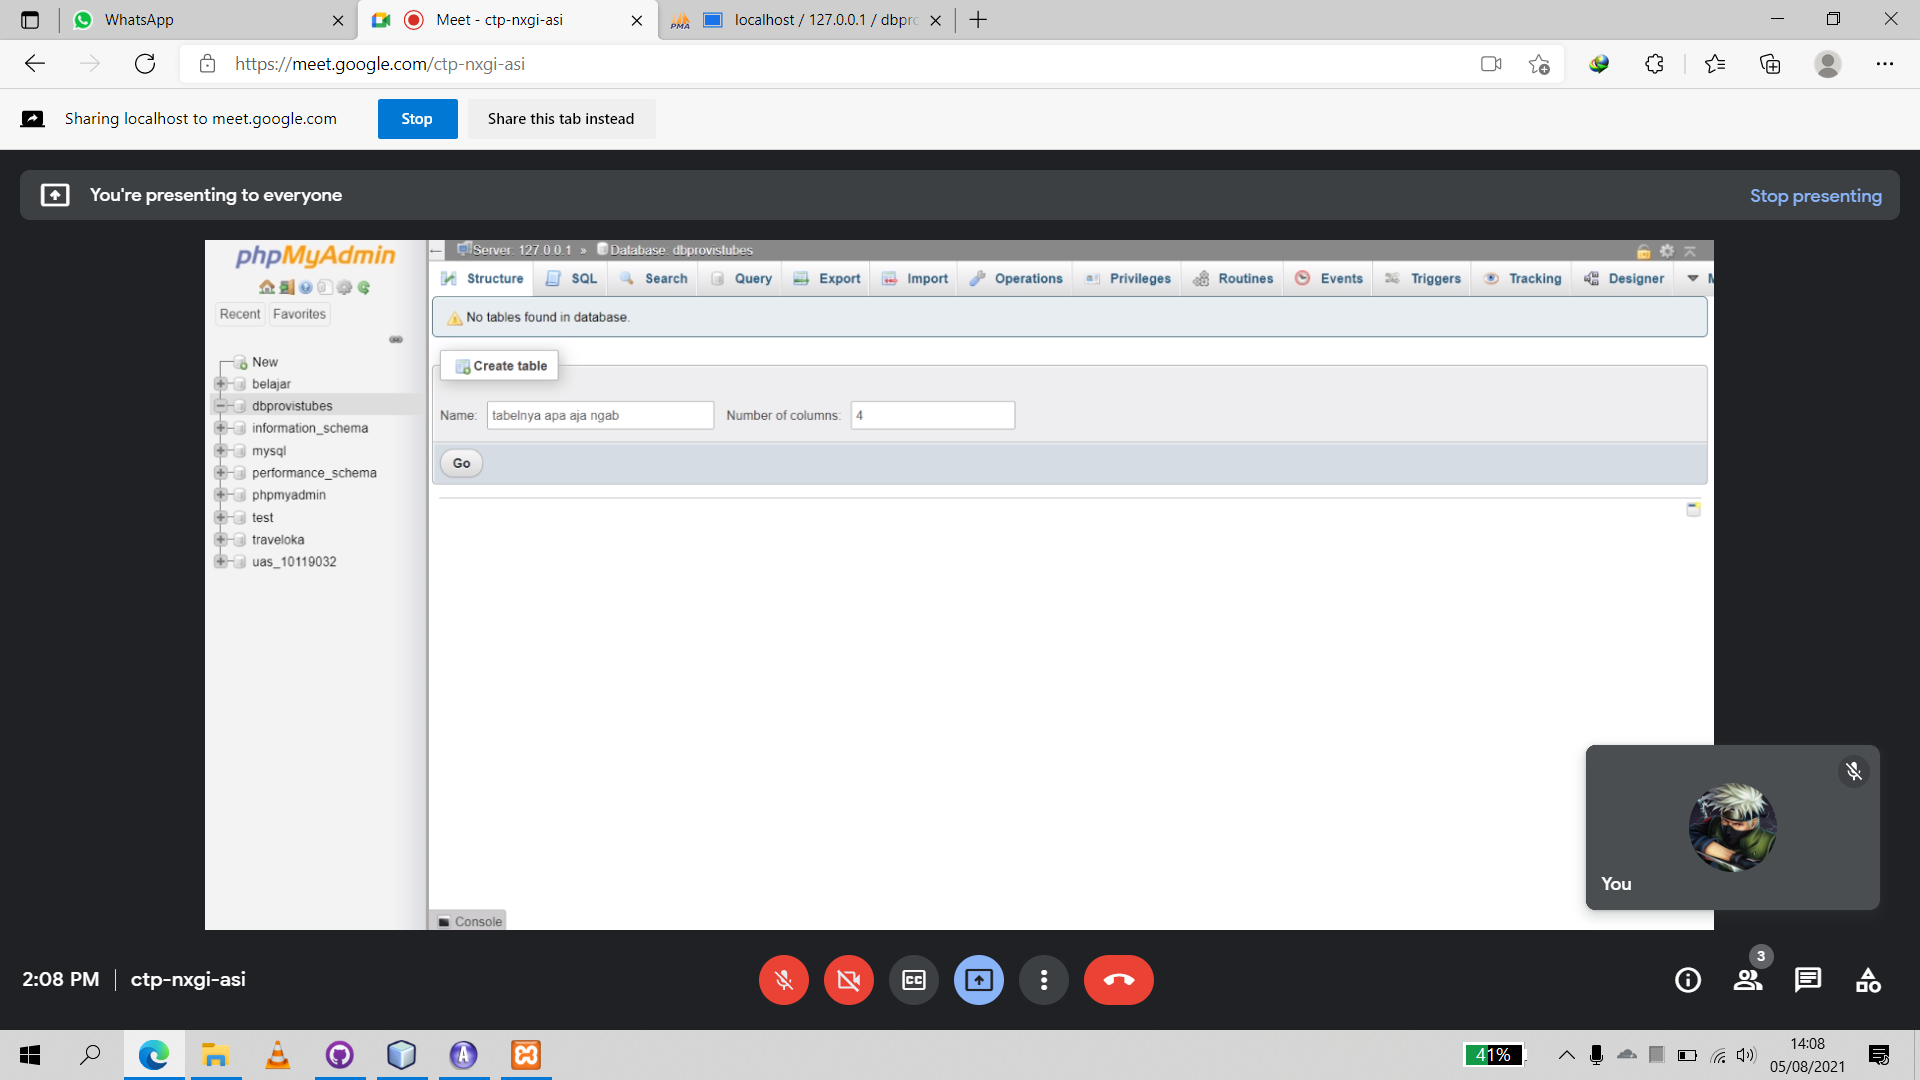 WhatsApp
Meet - ctp-nxgi-asi
PMA
localhost / 127.0.0.1 / dbpro
https://meet.google.com/ctp-nxgi-asi
Sharing localhost to meet.google.com
Stop
Share this tab instead
You're presenting to everyone
Stop presenting
phpMyAdmin
Recent
Favorites
New
belajar
dbprovistubes
information_schema
mysql
performance_schema
phpmyadmin
test
traveloka
uas_10119032
Server: 127.0.0.1 » Database: dbprovistubes
Structure
SQL
Search
Query
Export
Import
Operations
Privileges
Routines
Events
Triggers
Tracking
Designer
No tables found in database.
Create table
Name: tabelnya apa aja ngab
Number of columns: 4
Go
Console
You
2:08 PM
ctp-nxgi-asi
CC
3
41%
14:08
05/08/2021